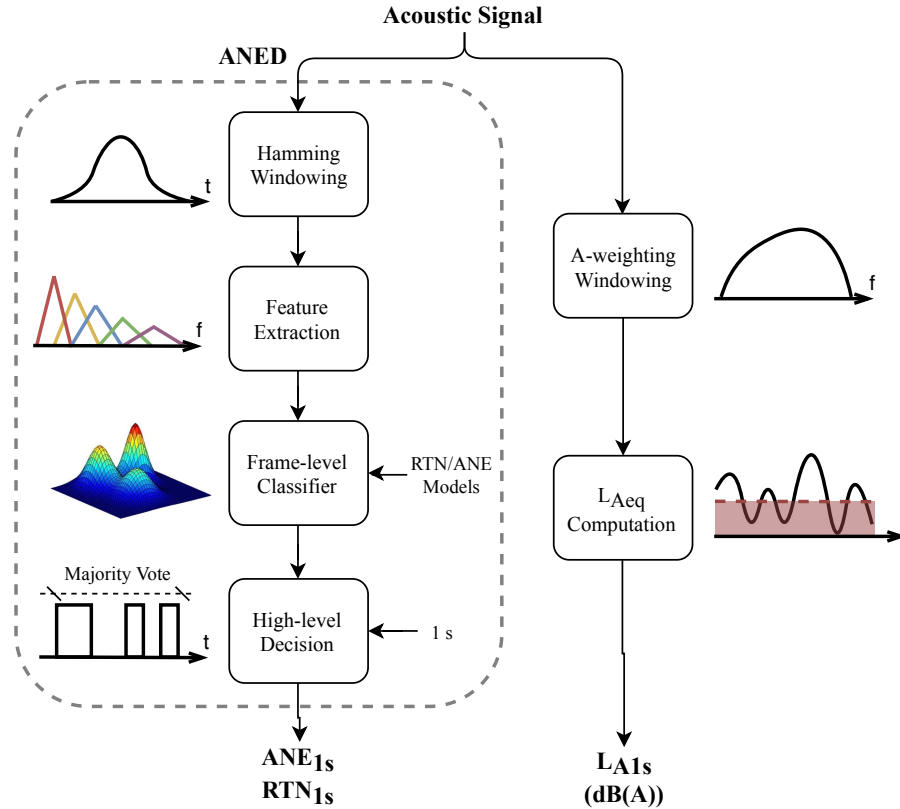 Acoustic Signal
ANED
Hamming
Windowing
t
Feature
Extraction
f
Frame-level
Classifier
RTN/ANE
Models
Majority Vote
t
High-level
Decision
1 s
ANE1s
RTN1s
A-weighting
Windowing
f
LAeq
Computation
LA1s
(dB(A))